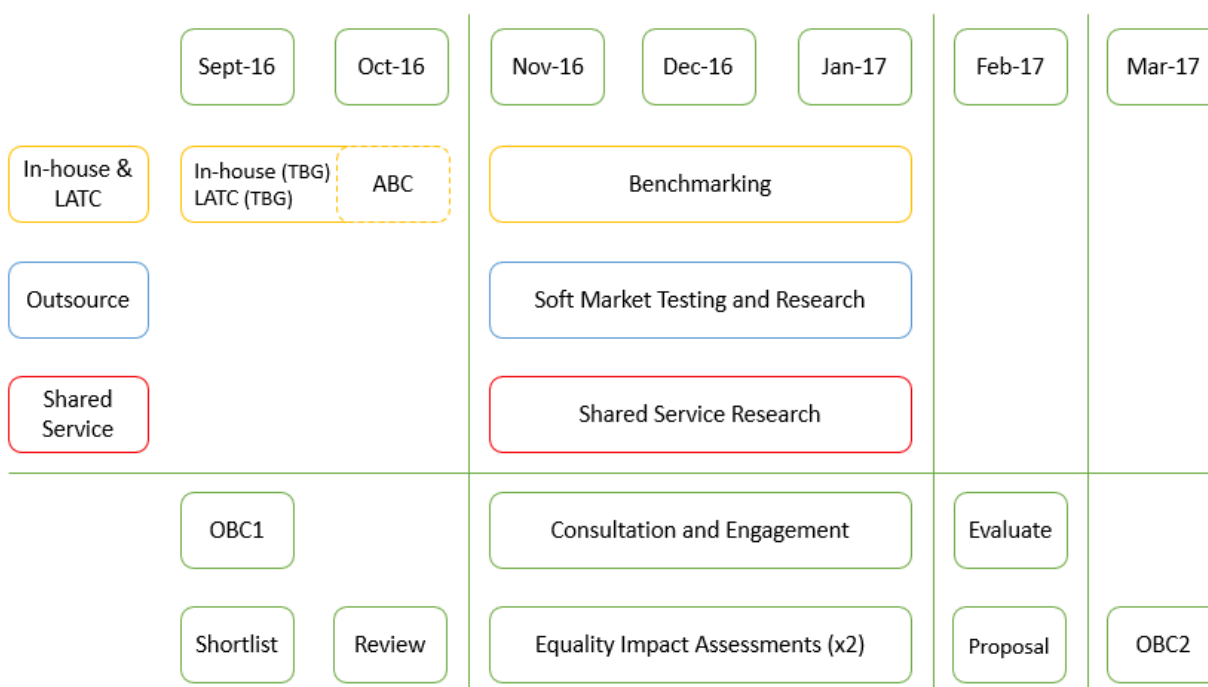 Sept-16
Oct-16
Nov-16
Dec-16
Jan-17
Feb-17
Mar-17
In-house &
LATC
In-house (TBG)
LATC (TBG)
ABC
Benchmarking
Outsource
Soft Market Testing and Research
Shared
Service
Shared Service Research
OBC1
Consultation and Engagement
Evaluate
Shortlist
Review
Equality Impact Assessments (x2)
Proposal
OBC2